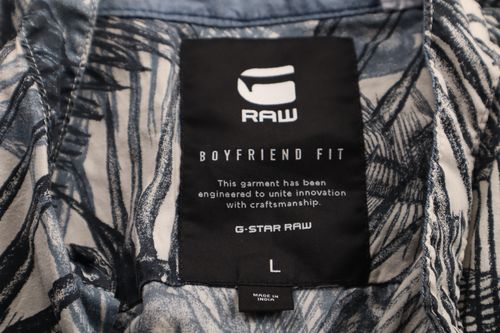 RAW
BOYFRIEND FIT
This garment has been
engineered to unite innovation
with craftsmanship.
G-STAR RAW
L
MADE IN
INDIA